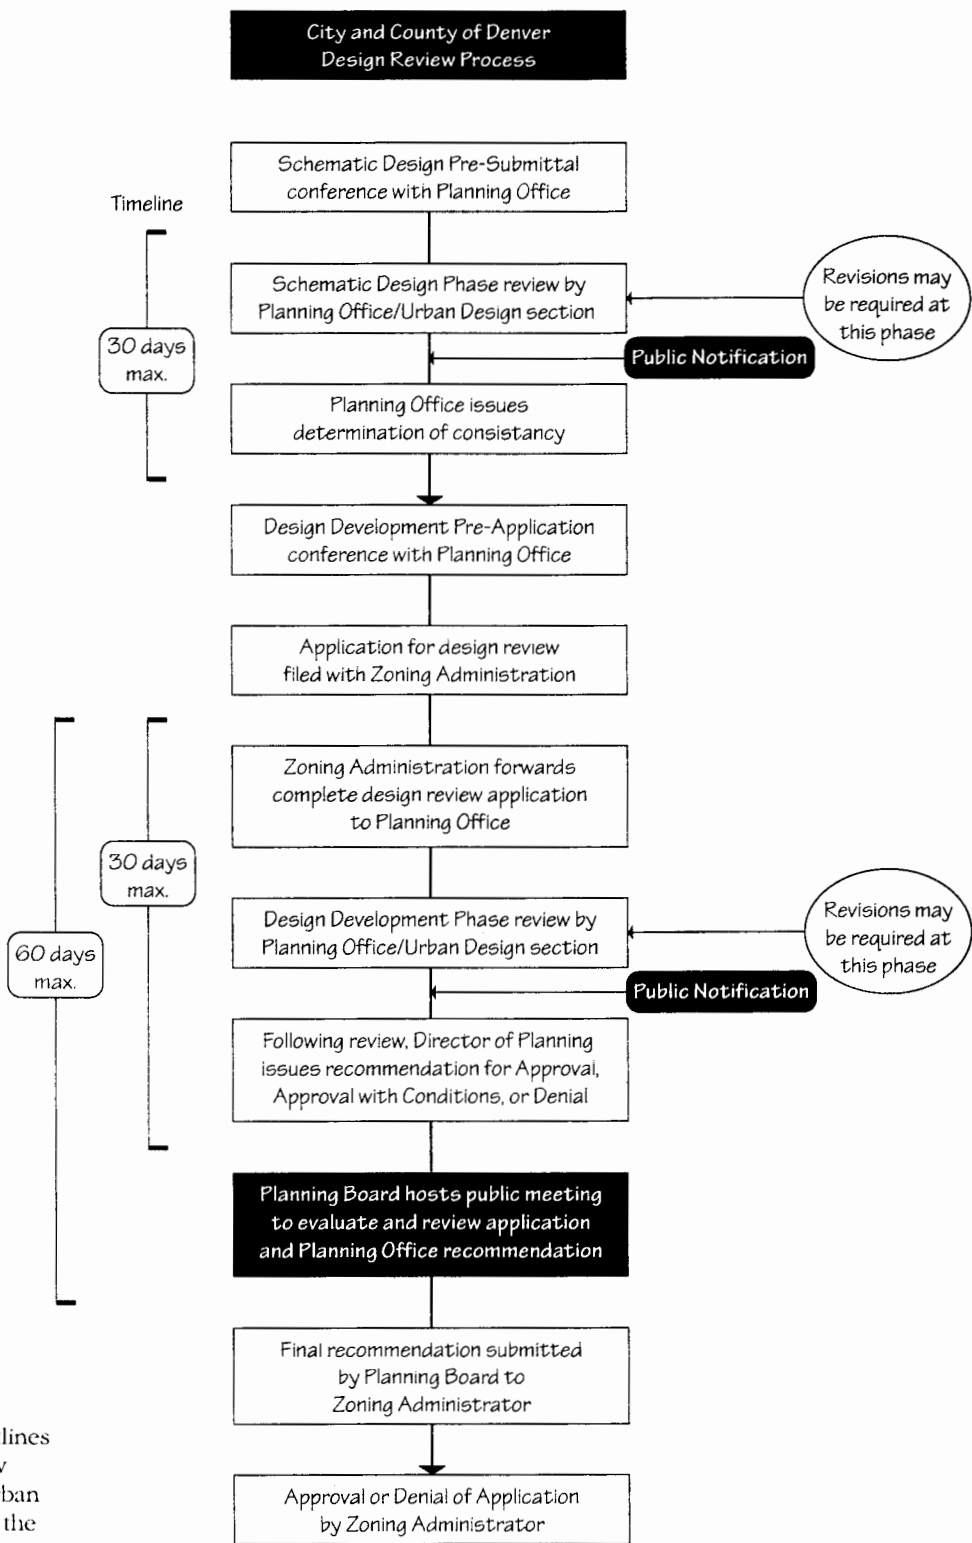 City and County of Denver
Design Review Process
Schematic Design Pre-Submittal
conference with Planning Office
Timeline
Schematic Design Phase review by
Planning Office/Urban Design section
Revisions may
be required at
this phase
30 days
max.
Public Notification
Planning Office issues
determination of consistancy
Design Development Pre-Application
conference with Planning Office
Application for design review
filed with Zoning Administration
Zoning Administration forwards
complete design review application
to Planning Office
30 days
max.
Design Development Phase review by
Planning Office/Urban Design section
Revisions may
be required at
this phase
60 days
max.
Public Notification
Following review, Director of Planning
issues recommendation for Approval,
Approval with Conditions, or Denial
Planning Board hosts public meeting
to evaluate and review application
and Planning Office recommendation
Final recommendation submitted
by Planning Board to
Zoning Administrator
Approval or Denial of Application
by Zoning Administrator
the